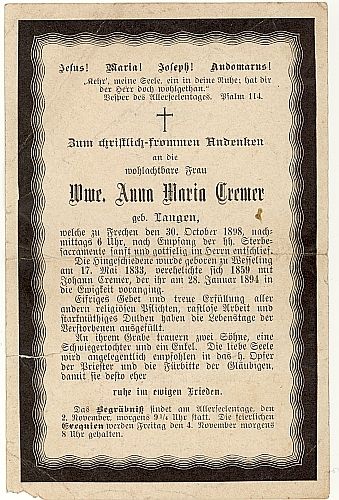 Jesus! Maria! Joseph! Audomarus!
„Kehr', meine Seele, ein in deine Ruhe; hat dir
der Herr doch wohlgethan."
Vesper des Allerseelentages. Psalm 114.
Zum christlich-frommen Andenken
an die
wohlachtbare Frau
Wwe. Anna Maria Cremer
geb. Langen,
welche zu Frechen den 30. October 1898, nach-
mittags 6 Uhr, nach Empfang der hh. Sterbe-
sacramente sanft und gottselig im Herrn entschlief.
Die Hingeschiedene wurde geboren zu Wesseling
am 17. Mai 1833, verehelichte sich 1859 mit
Johann Cremer, der ihr am 28. Januar 1894 in
die Ewigkeit voranging.
Eifriges Gebet und treue Erfüllung aller
andern religiösen Pflichten, rastlose Arbeit und
starkmüthiges Dulden haben die Lebenstage der
Verstorbenen ausgefüllt.
An ihrem Grabe trauern zwei Söhne, eine
Schwiegertochter und ein Enkel. Die liebe Seele
wird angelegentlich empfohlen in das h. Opfer
der Priester und die Fürbitte der Gläubigen,
damit sie desto eher
ruhe im ewigen Frieden.
Das Begräbniß findet am Allerseelentage, den
2. November, morgens 9¾ Uhr statt. Die feierlichen
Exequien werden Freitag den 4. November morgens
8 Uhr gehalten.